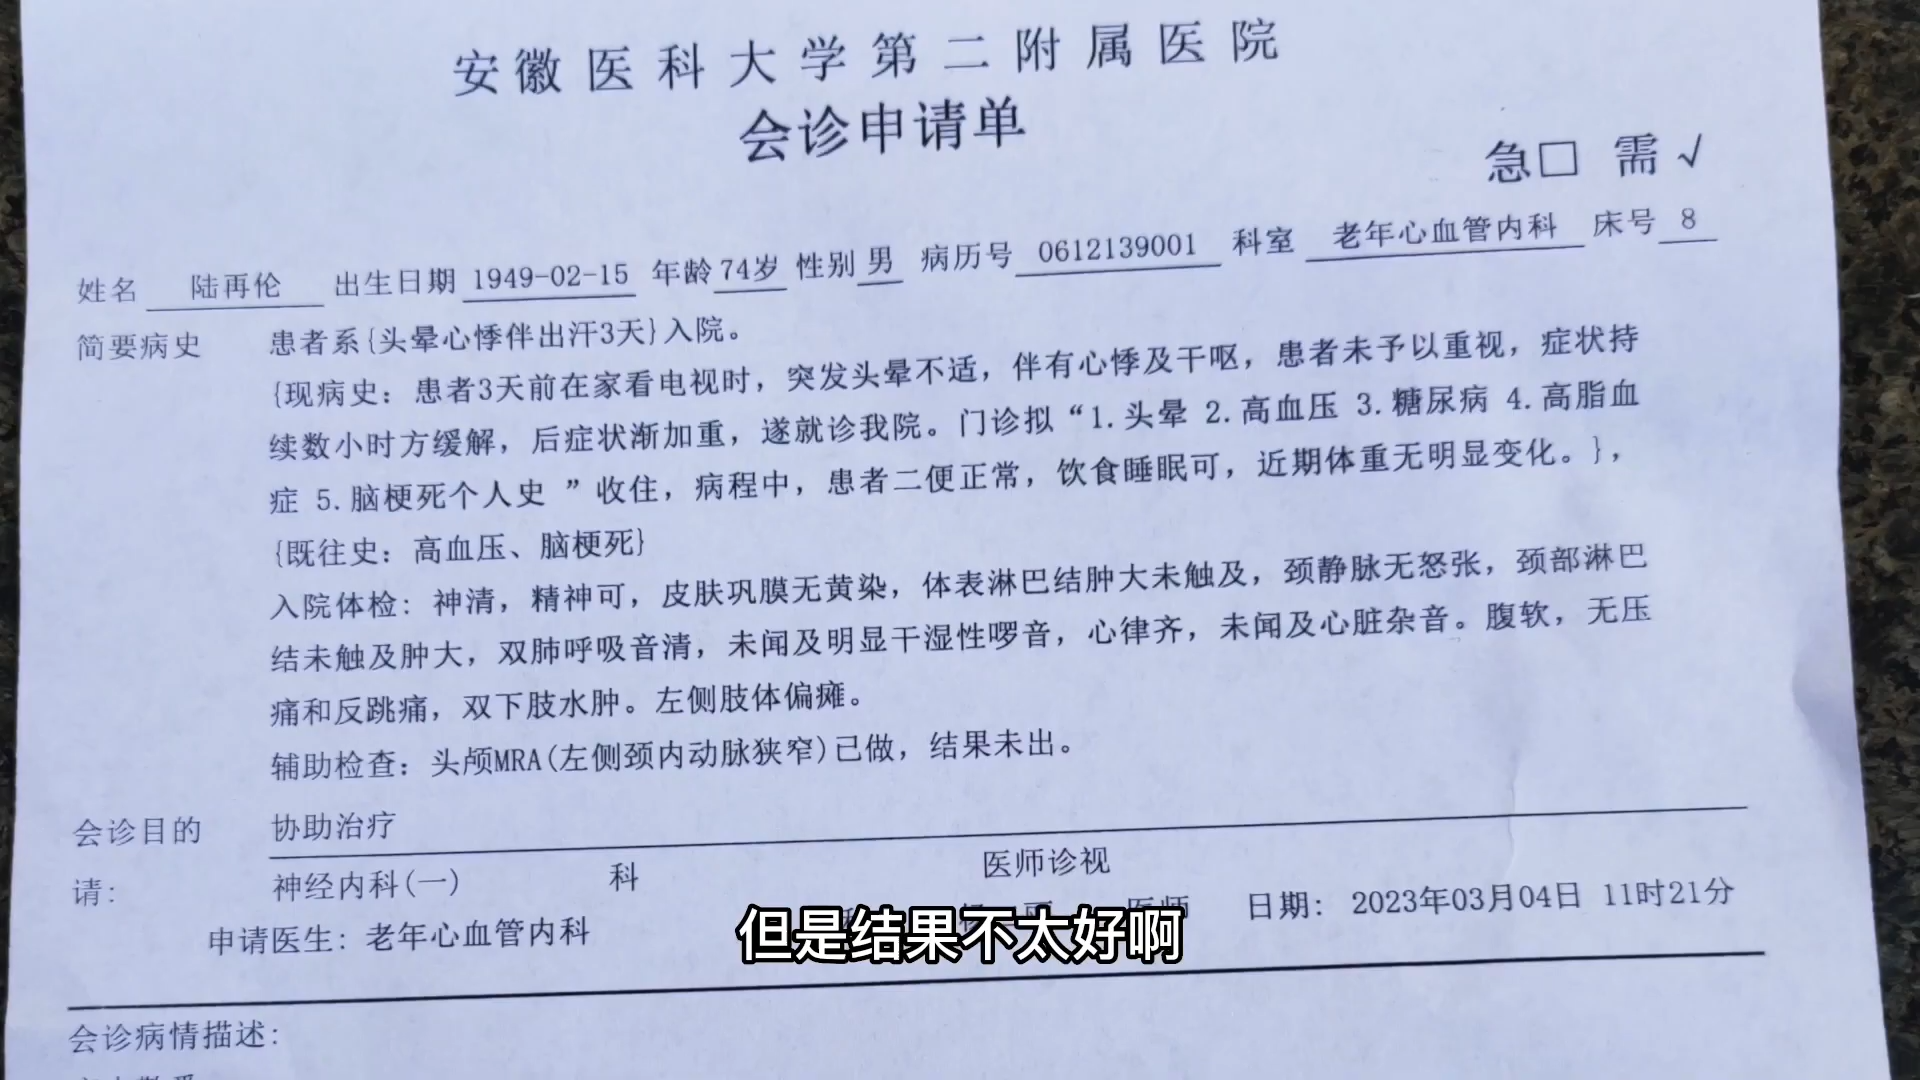 安徽医科大学第二附属医院
会诊申请单
急□ 需 √
姓名 陆再伦 出生日期 1949-02-15 年龄 74岁 性别 男 病历号 0612139001 科室 老年心血管内科 床号 8
简要病史 患者系{头晕心悸伴出汗3天}入院。
{现病史：患者3天前在家看电视时，突发头晕不适，伴有心悸及干呕，患者未予以重视，症状持
续数小时方缓解，后症状渐加重，遂就诊我院。门诊拟“1.头晕 2.高血压 3.糖尿病 4.高脂血
症 5.脑梗死个人史 ”收住，病程中，患者二便正常，饮食睡眠可，近期体重无明显变化。}，
{既往史：高血压、脑梗死}
入院体检：神清，精神可，皮肤巩膜无黄染，体表淋巴结肿大未触及，颈静脉无怒张，颈部淋巴
结未触及肿大，双肺呼吸音清，未闻及明显干湿性啰音，心律齐，未闻及心脏杂音。腹软，无压
痛和反跳痛，双下肢水肿。左侧肢体偏瘫。
辅助检查：头颅MRA(左侧颈内动脉狭窄)已做，结果未出。
会诊目的 协助治疗
请: 神经内科(一) 科 医师诊视
申请医生: 老年心血管内科 医师 日期: 2023年03月04日 11时21分
但是结果不太好啊
会诊病情描述: